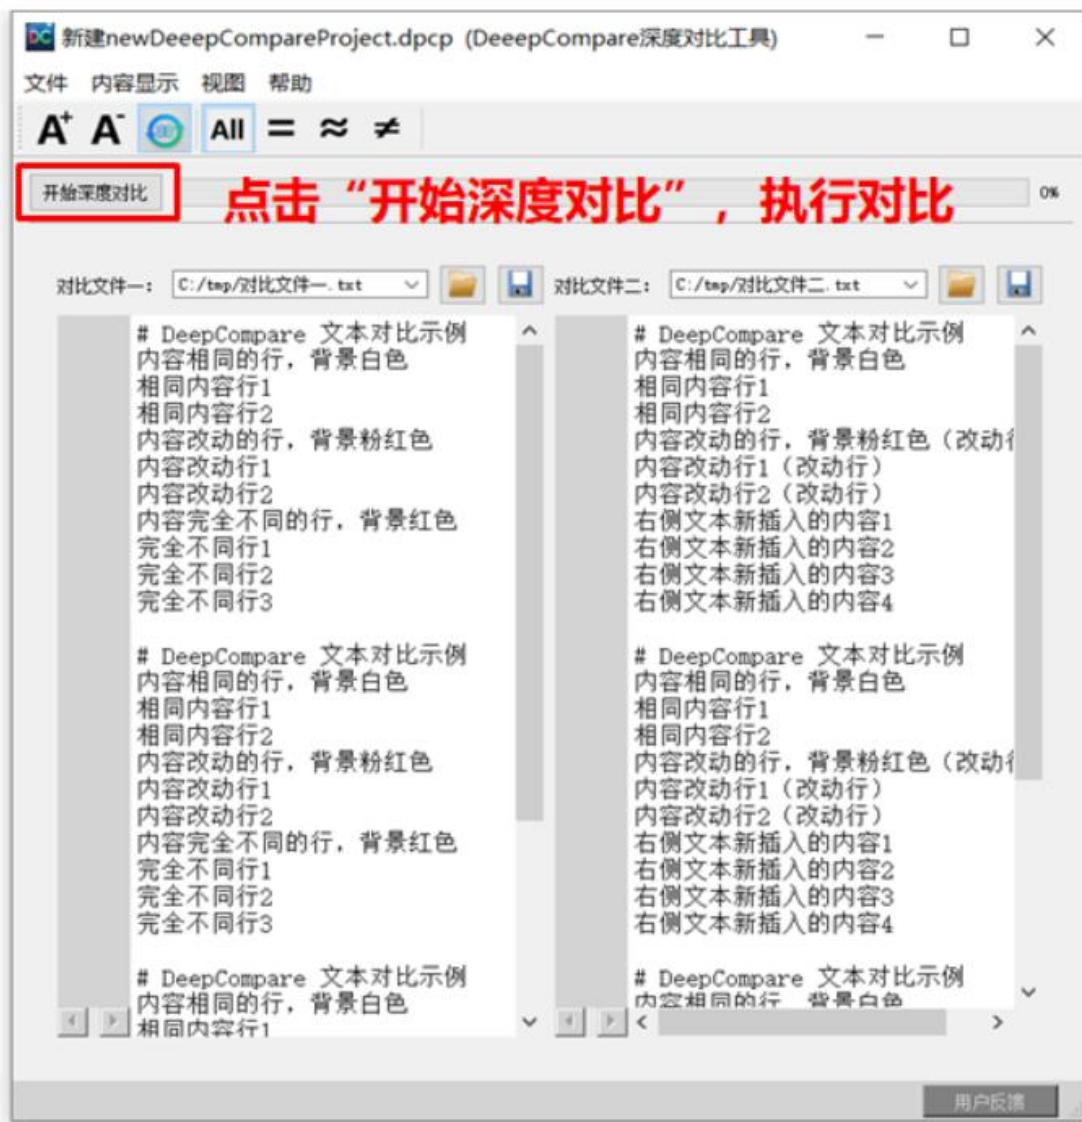 新建newDeeepCompareProject.dpcp (DeeepCompare深度对比工具)
文件 内容显示 视图 帮助
A+ A- All = ≈ ≠
开始深度对比 点击“开始深度对比”，执行对比 0%
对比文件一： C:/tmp/对比文件一.txt 对比文件二： C:/tmp/对比文件二.txt
# DeepCompare 文本对比示例
内容相同的行，背景白色
相同内容行1
相同内容行2
内容改动的行，背景粉红色
内容改动行1
内容改动行2
内容完全不同的行，背景红色
完全不同行1
完全不同行2
完全不同行3
# DeepCompare 文本对比示例
内容相同的行，背景白色
相同内容行1
相同内容行2
内容改动的行，背景粉红色
内容改动行1
内容改动行2
内容完全不同的行，背景红色
完全不同行1
完全不同行2
完全不同行3
# DeepCompare 文本对比示例
内容相同的行，背景白色
相同内容行1
# DeepCompare 文本对比示例
内容相同的行，背景白色
相同内容行1
相同内容行2
内容改动的行，背景粉红色（改动
内容改动行1（改动行）
内容改动行2（改动行）
右侧文本新插入的内容1
右侧文本新插入的内容2
右侧文本新插入的内容3
右侧文本新插入的内容4
# DeepCompare 文本对比示例
内容相同的行，背景白色
相同内容行1
相同内容行2
内容改动的行，背景粉红色（改动
内容改动行1（改动行）
内容改动行2（改动行）
右侧文本新插入的内容1
右侧文本新插入的内容2
右侧文本新插入的内容3
右侧文本新插入的内容4
# DeepCompare 文本对比示例
内容相同的行，背景白色
用户反馈